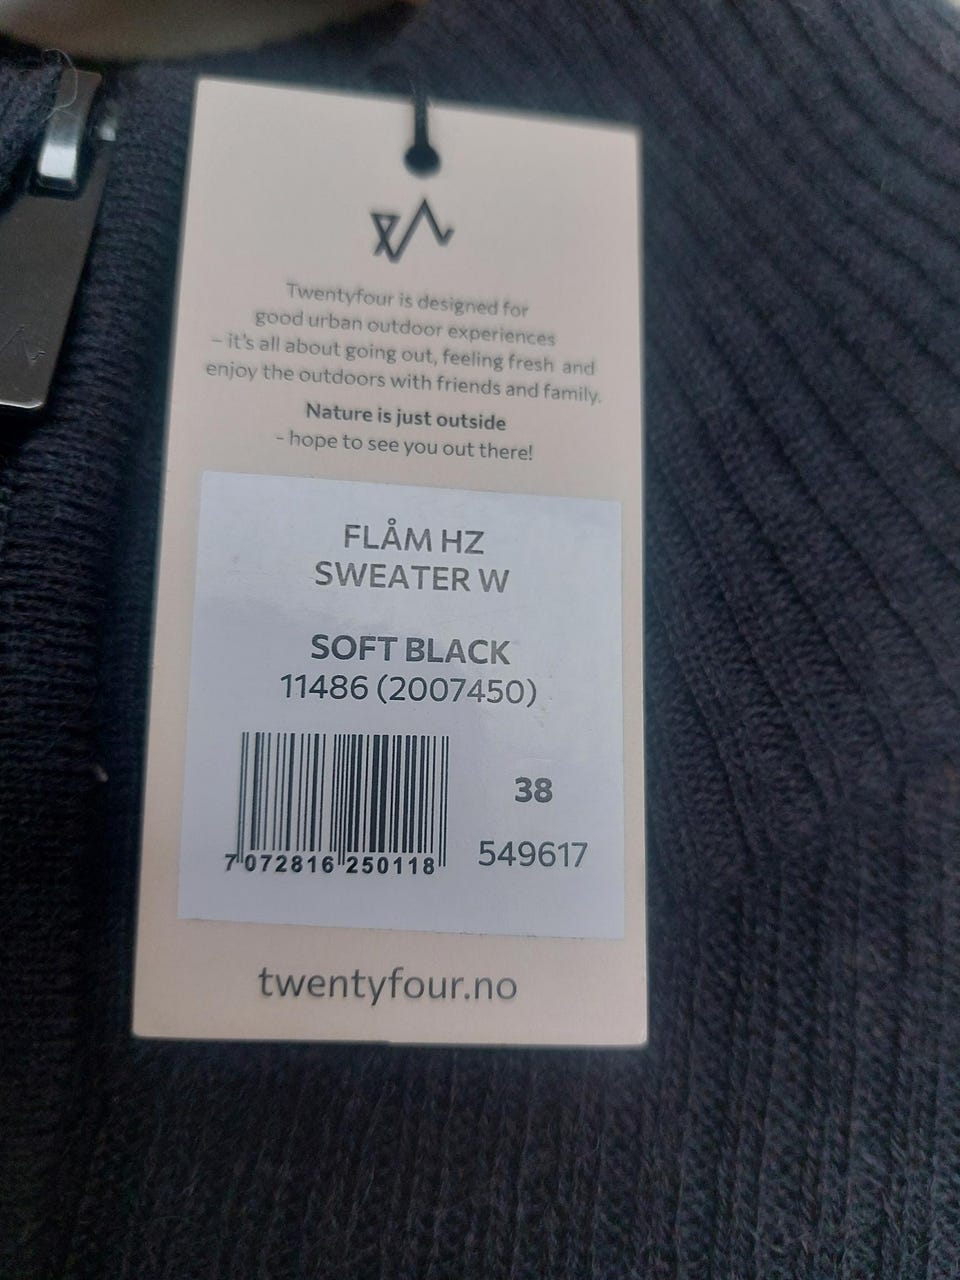 Twentyfour is designed for
good urban outdoor experiences
– it's all about going out, feeling fresh and
enjoy the outdoors with friends and family.
Nature is just outside
- hope to see you out there!
FLÅM HZ
SWEATER W
SOFT BLACK
11486 (2007450)
38
7 072816 250118
549617
twentyfour.no